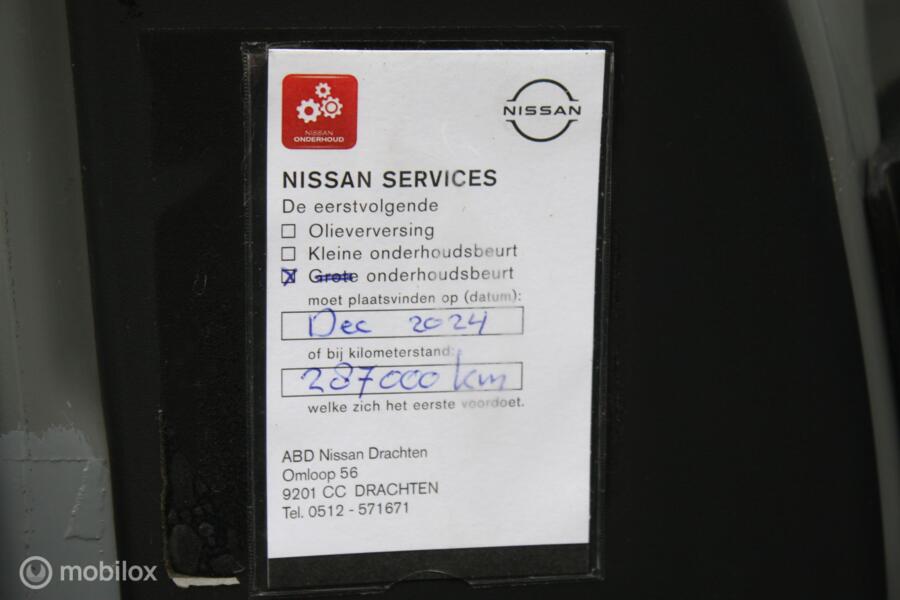 NISSAN
ONDERHOUD
NISSAN
NISSAN SERVICES
De eerstvolgende
Olieverversing
Kleine onderhoudsbeurt
Grote onderhoudsbeurt
moet plaatsvinden op (datum):
Dec 2024
of bij kilometerstand:
287000 km
welke zich het eerste voordoet.
ABD Nissan Drachten
Omloop 56
9201 CC DRACHTEN
Tel. 0512 - 571671
mobilox